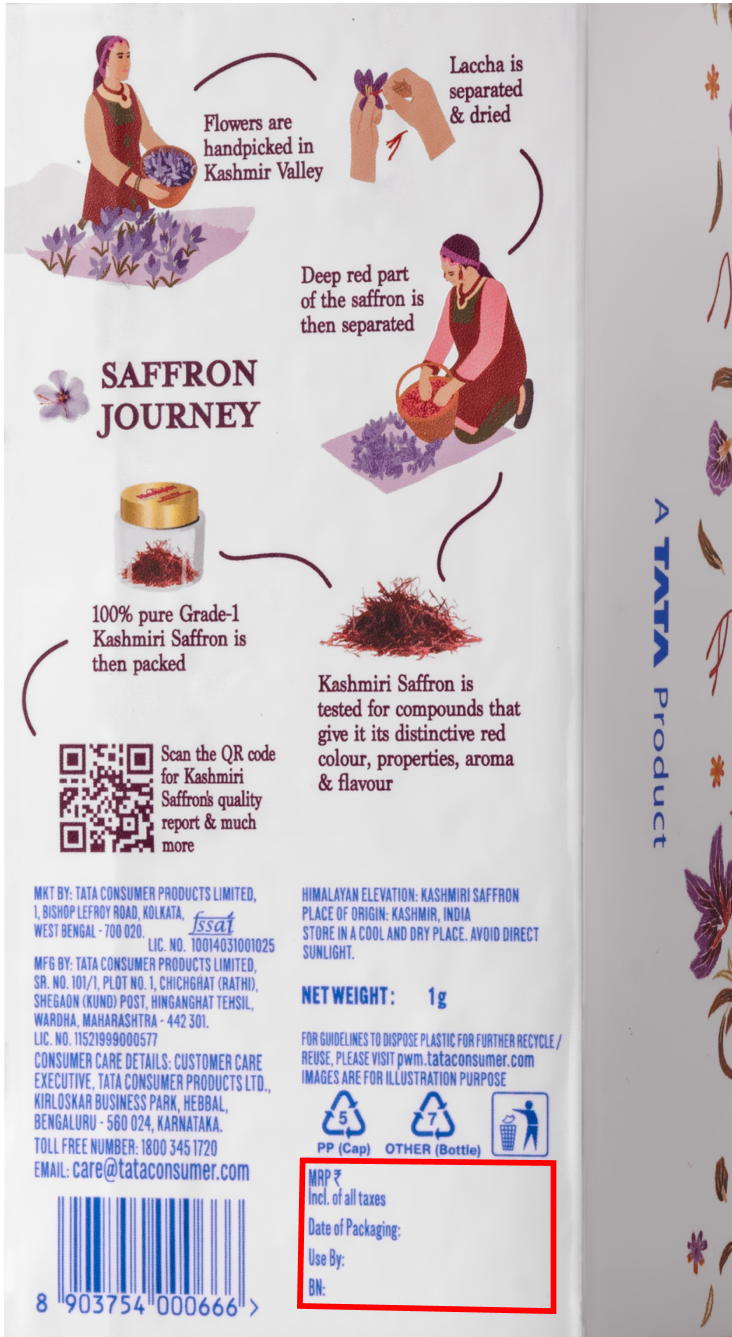 Flowers are
handpicked in
Kashmir Valley
Laccha is
separated
& dried
Deep red part
of the saffron is
then separated
SAFFRON
JOURNEY
100% pure Grade-1
Kashmiri Saffron is
then packed
Kashmiri Saffron is
tested for compounds that
give it its distinctive red
colour, properties, aroma
& flavour
Scan the QR code
for Kashmiri
Saffron's quality
report & much
more
MKT BY: TATA CONSUMER PRODUCTS LIMITED,
1, BISHOP LEFROY ROAD, KOLKATA,
WEST BENGAL - 700 020.
fssai
LIC. NO. 10014031001025
MFG BY: TATA CONSUMER PRODUCTS LIMITED,
SR. NO. 101/1, PLOT NO. 1, CHICHGHAT (RATHI),
SHEGAON (KUND) POST, HINGANGHAT TEHSIL,
WARDHA, MAHARASHTRA - 442 301.
LIC. NO. 11521999000577
CONSUMER CARE DETAILS: CUSTOMER CARE
EXECUTIVE, TATA CONSUMER PRODUCTS LTD.,
KIRLOSKAR BUSINESS PARK, HEBBAL,
BENGALURU - 560 024, KARNATAKA.
TOLL FREE NUMBER: 1800 345 1720
EMAIL: care@tataconsumer.com
8 903754 000666 >
HIMALAYAN ELEVATION: KASHMIRI SAFFRON
PLACE OF ORIGIN: KASHMIR, INDIA
STORE IN A COOL AND DRY PLACE. AVOID DIRECT
SUNLIGHT.
NET WEIGHT: 1g
FOR GUIDELINES TO DISPOSE PLASTIC FOR FURTHER RECYCLE/
REUSE, PLEASE VISIT pwm.tataconsumer.com
IMAGES ARE FOR ILLUSTRATION PURPOSE
5 7
PP (Cap) OTHER (Bottle)
MRP ₹
Incl. of all taxes
Date of Packaging:
Use By:
BN:
A TATA Product